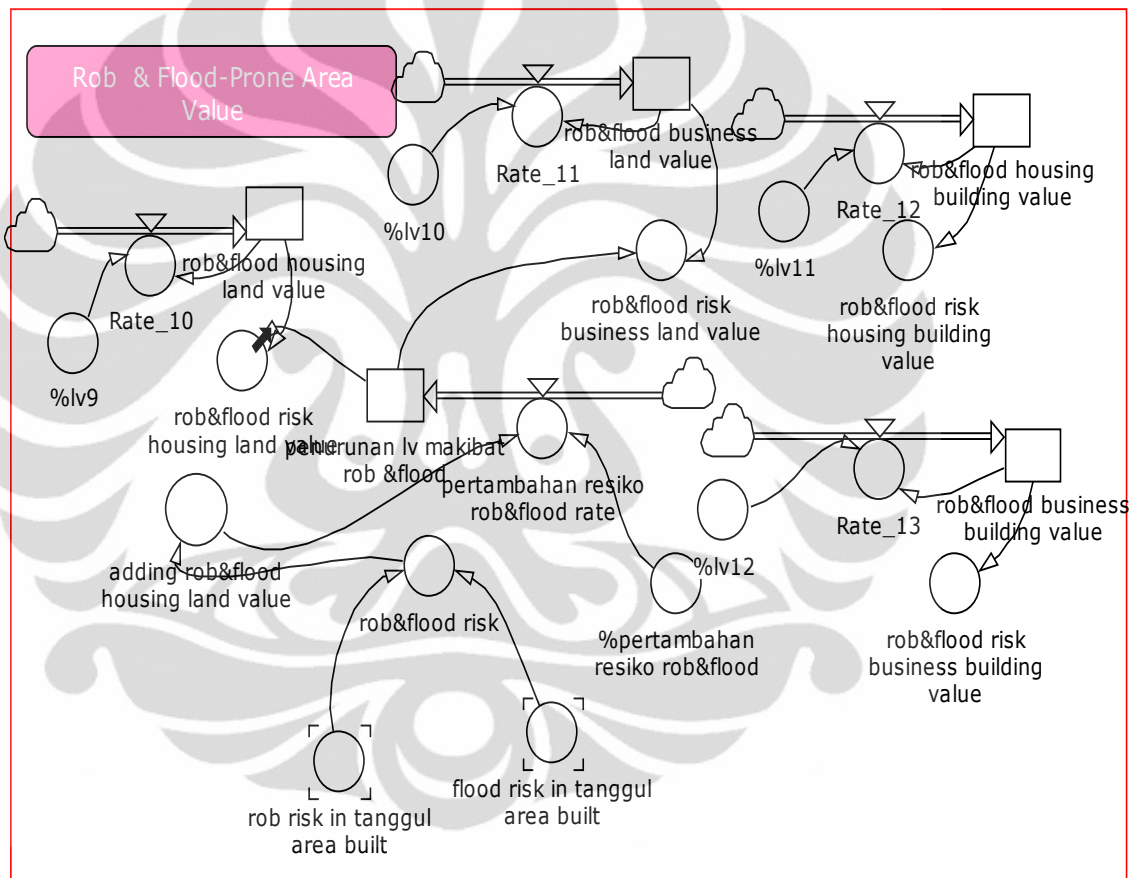 Rob & Flood-Prone Area
Value
rob&flood business
land value
Rate_11
%lv10
rob&flood housing
building value
Rate_12
%lv11
rob&flood housing
land value
Rate_10
%lv9
rob&flood risk
business land value
rob&flood risk
housing building
value
rob&flood risk
housing land value
penurunan lv makibat
rob &flood
pertambahan resiko
rob&flood rate
rob&flood business
building value
Rate_13
%lv12
adding rob&flood
housing land value
rob&flood risk
%pertambahan
resiko rob&flood
rob&flood risk
business building
value
flood risk in tanggul
area built
rob risk in tanggul
area built